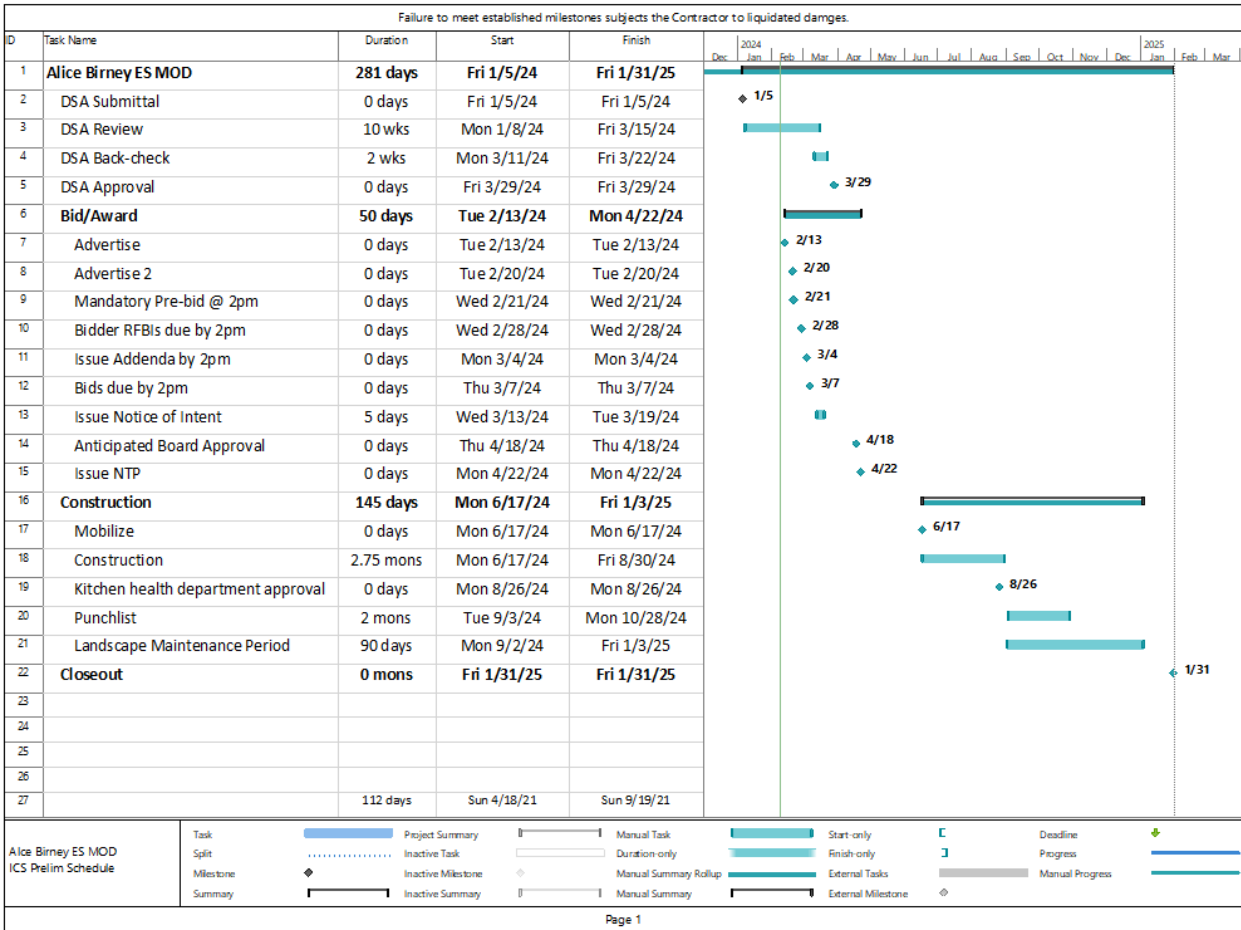 Failure to meet established milestones subjects the Contractor to liquidated damges.
ID Task Name Duration Start Finish
2024 2025
Dec Jan Feb Mar Apr May Jun Jul Aug Sep Oct Nov Dec Jan Feb Mar
1 Alice Birney ES MOD 281 days Fri 1/5/24 Fri 1/31/25
2 DSA Submittal 0 days Fri 1/5/24 Fri 1/5/24 1/5
3 DSA Review 10 wks Mon 1/8/24 Fri 3/15/24
4 DSA Back-check 2 wks Mon 3/11/24 Fri 3/22/24
5 DSA Approval 0 days Fri 3/29/24 Fri 3/29/24 3/29
6 Bid/Award 50 days Tue 2/13/24 Mon 4/22/24
7 Advertise 0 days Tue 2/13/24 Tue 2/13/24 2/13
8 Advertise 2 0 days Tue 2/20/24 Tue 2/20/24 2/20
9 Mandatory Pre-bid @ 2pm 0 days Wed 2/21/24 Wed 2/21/24 2/21
10 Bidder RFBIs due by 2pm 0 days Wed 2/28/24 Wed 2/28/24 2/28
11 Issue Addenda by 2pm 0 days Mon 3/4/24 Mon 3/4/24 3/4
12 Bids due by 2pm 0 days Thu 3/7/24 Thu 3/7/24 3/7
13 Issue Notice of Intent 5 days Wed 3/13/24 Tue 3/19/24
14 Anticipated Board Approval 0 days Thu 4/18/24 Thu 4/18/24 4/18
15 Issue NTP 0 days Mon 4/22/24 Mon 4/22/24 4/22
16 Construction 145 days Mon 6/17/24 Fri 1/3/25
17 Mobilize 0 days Mon 6/17/24 Mon 6/17/24 6/17
18 Construction 2.75 mons Mon 6/17/24 Fri 8/30/24
19 Kitchen health department approval 0 days Mon 8/26/24 Mon 8/26/24 8/26
20 Punchlist 2 mons Tue 9/3/24 Mon 10/28/24
21 Landscape Maintenance Period 90 days Mon 9/2/24 Fri 1/3/25
22 Closeout 0 mons Fri 1/31/25 Fri 1/31/25 1/31
23
24
25
26
27 112 days Sun 4/18/21 Sun 9/19/21
Alce Birney ES MOD
ICS Prelim Schedule
Task Project Summary Manual Task Start-only Deadline
Split Inactive Task Duration-only Finish-only Progress
Milestone Inactive Milestone Manual Summary Rollup External Tasks Manual Progress
Summary Inactive Summary Manual Summary External Milestone
Page 1